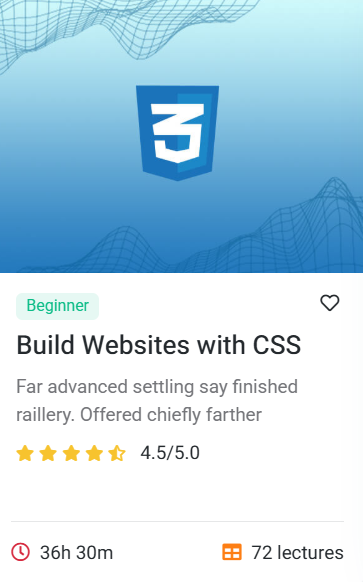 3
Beginner
Build Websites with CSS
Far advanced settling say finished
raillery. Offered chiefly farther
4.5/5.0
36h 30m
72 lectures